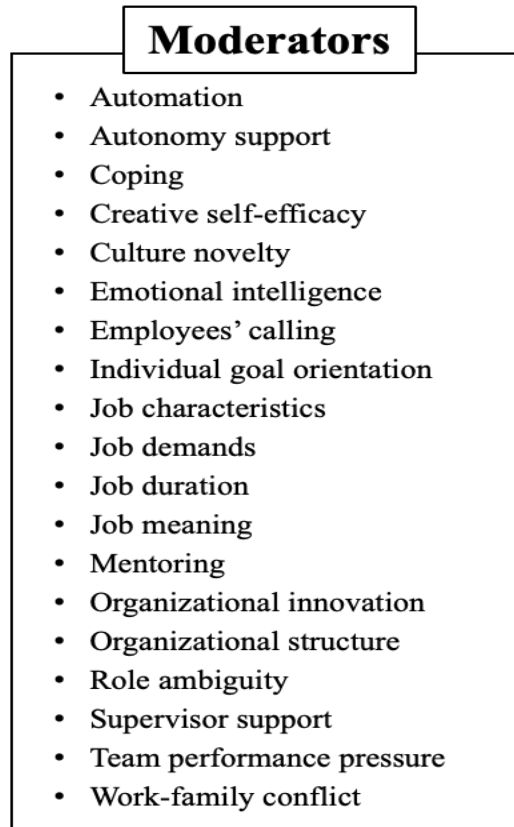 Moderators
• Automation
• Autonomy support
• Coping
• Creative self-efficacy
• Culture novelty
• Emotional intelligence
• Employees’ calling
• Individual goal orientation
• Job characteristics
• Job demands
• Job duration
• Job meaning
• Mentoring
• Organizational innovation
• Organizational structure
• Role ambiguity
• Supervisor support
• Team performance pressure
• Work-family conflict